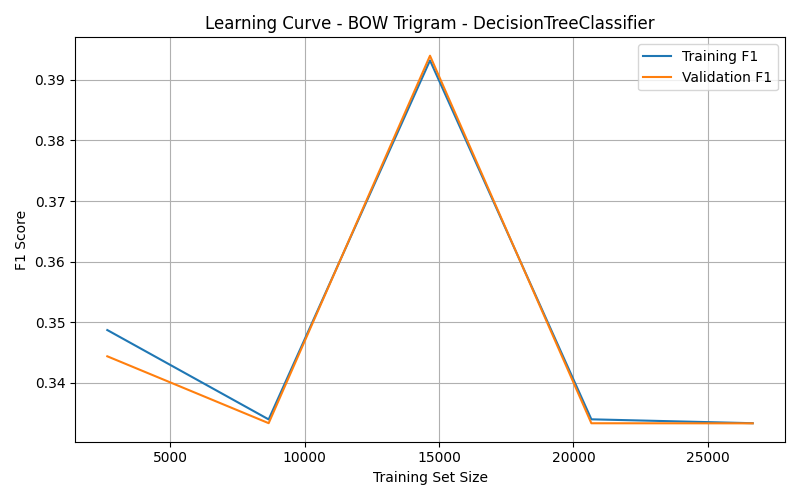 Learning Curve - BOW Trigram - DecisionTreeClassifier
Training F1
Validation F1
F1 Score
0.39
0.38
0.37
0.36
0.35
0.34
5000
10000
15000
20000
25000
Training Set Size